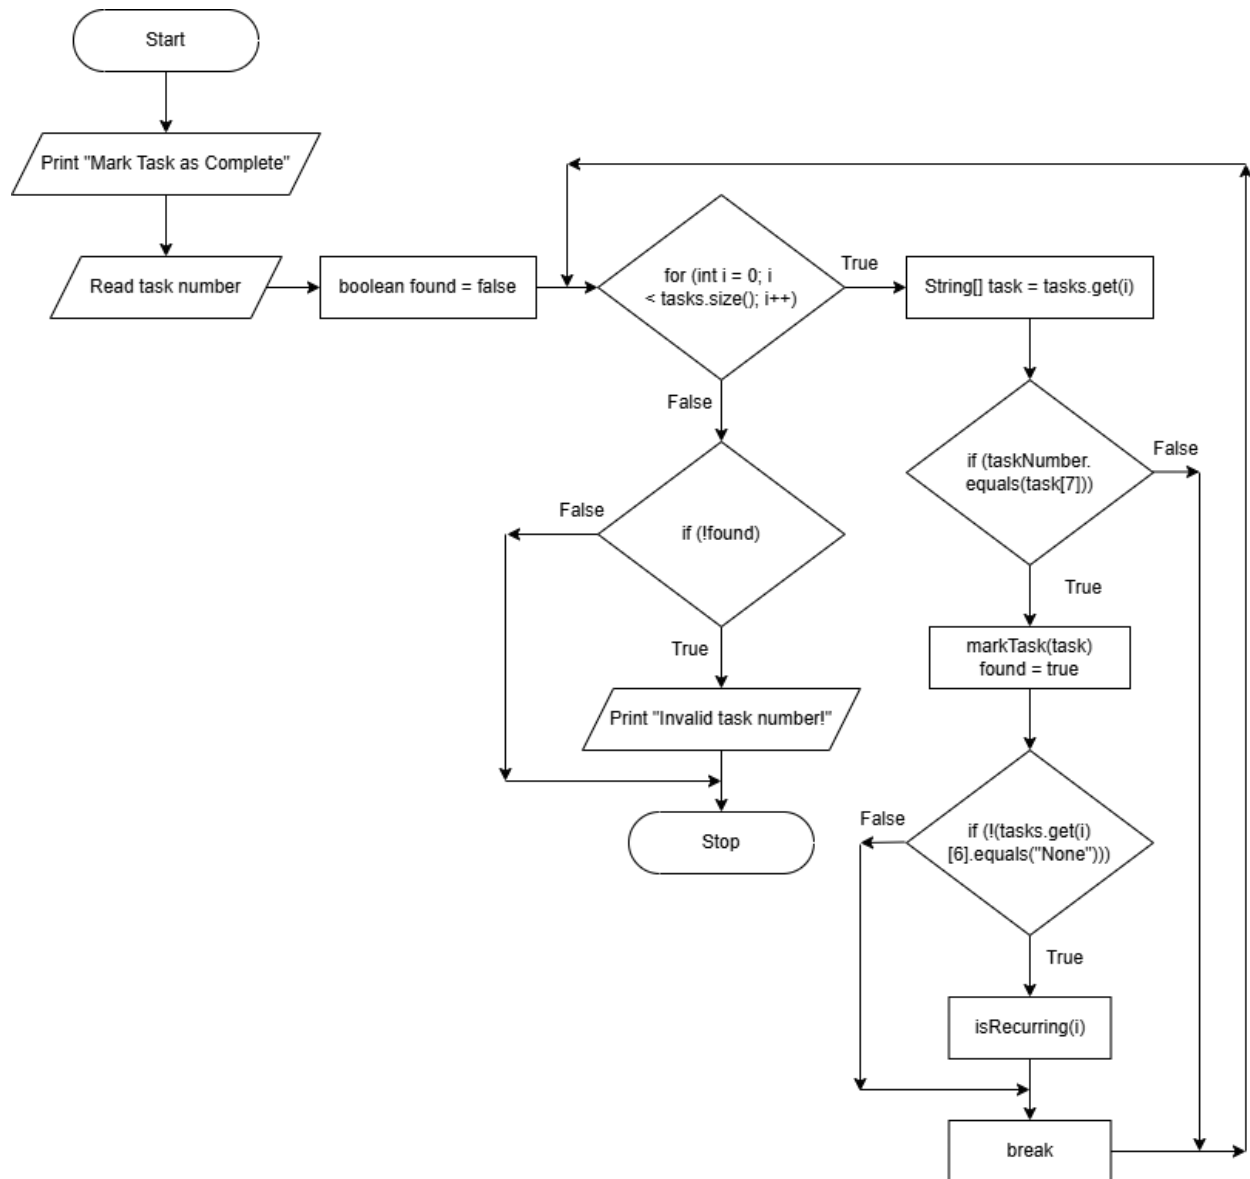 Start
Print "Mark Task as Complete"
Read task number
boolean found = false
for (int i = 0; i
< tasks.size(); i++)
True
String[] task = tasks.get(i)
False
if (taskNumber.
equals(task[7]))
False
False
if (!found)
True
True
markTask(task)
found = true
Print "Invalid task number!"
False
if (!(tasks.get(i)
[6].equals("None")))
Stop
True
isRecurring(i)
break